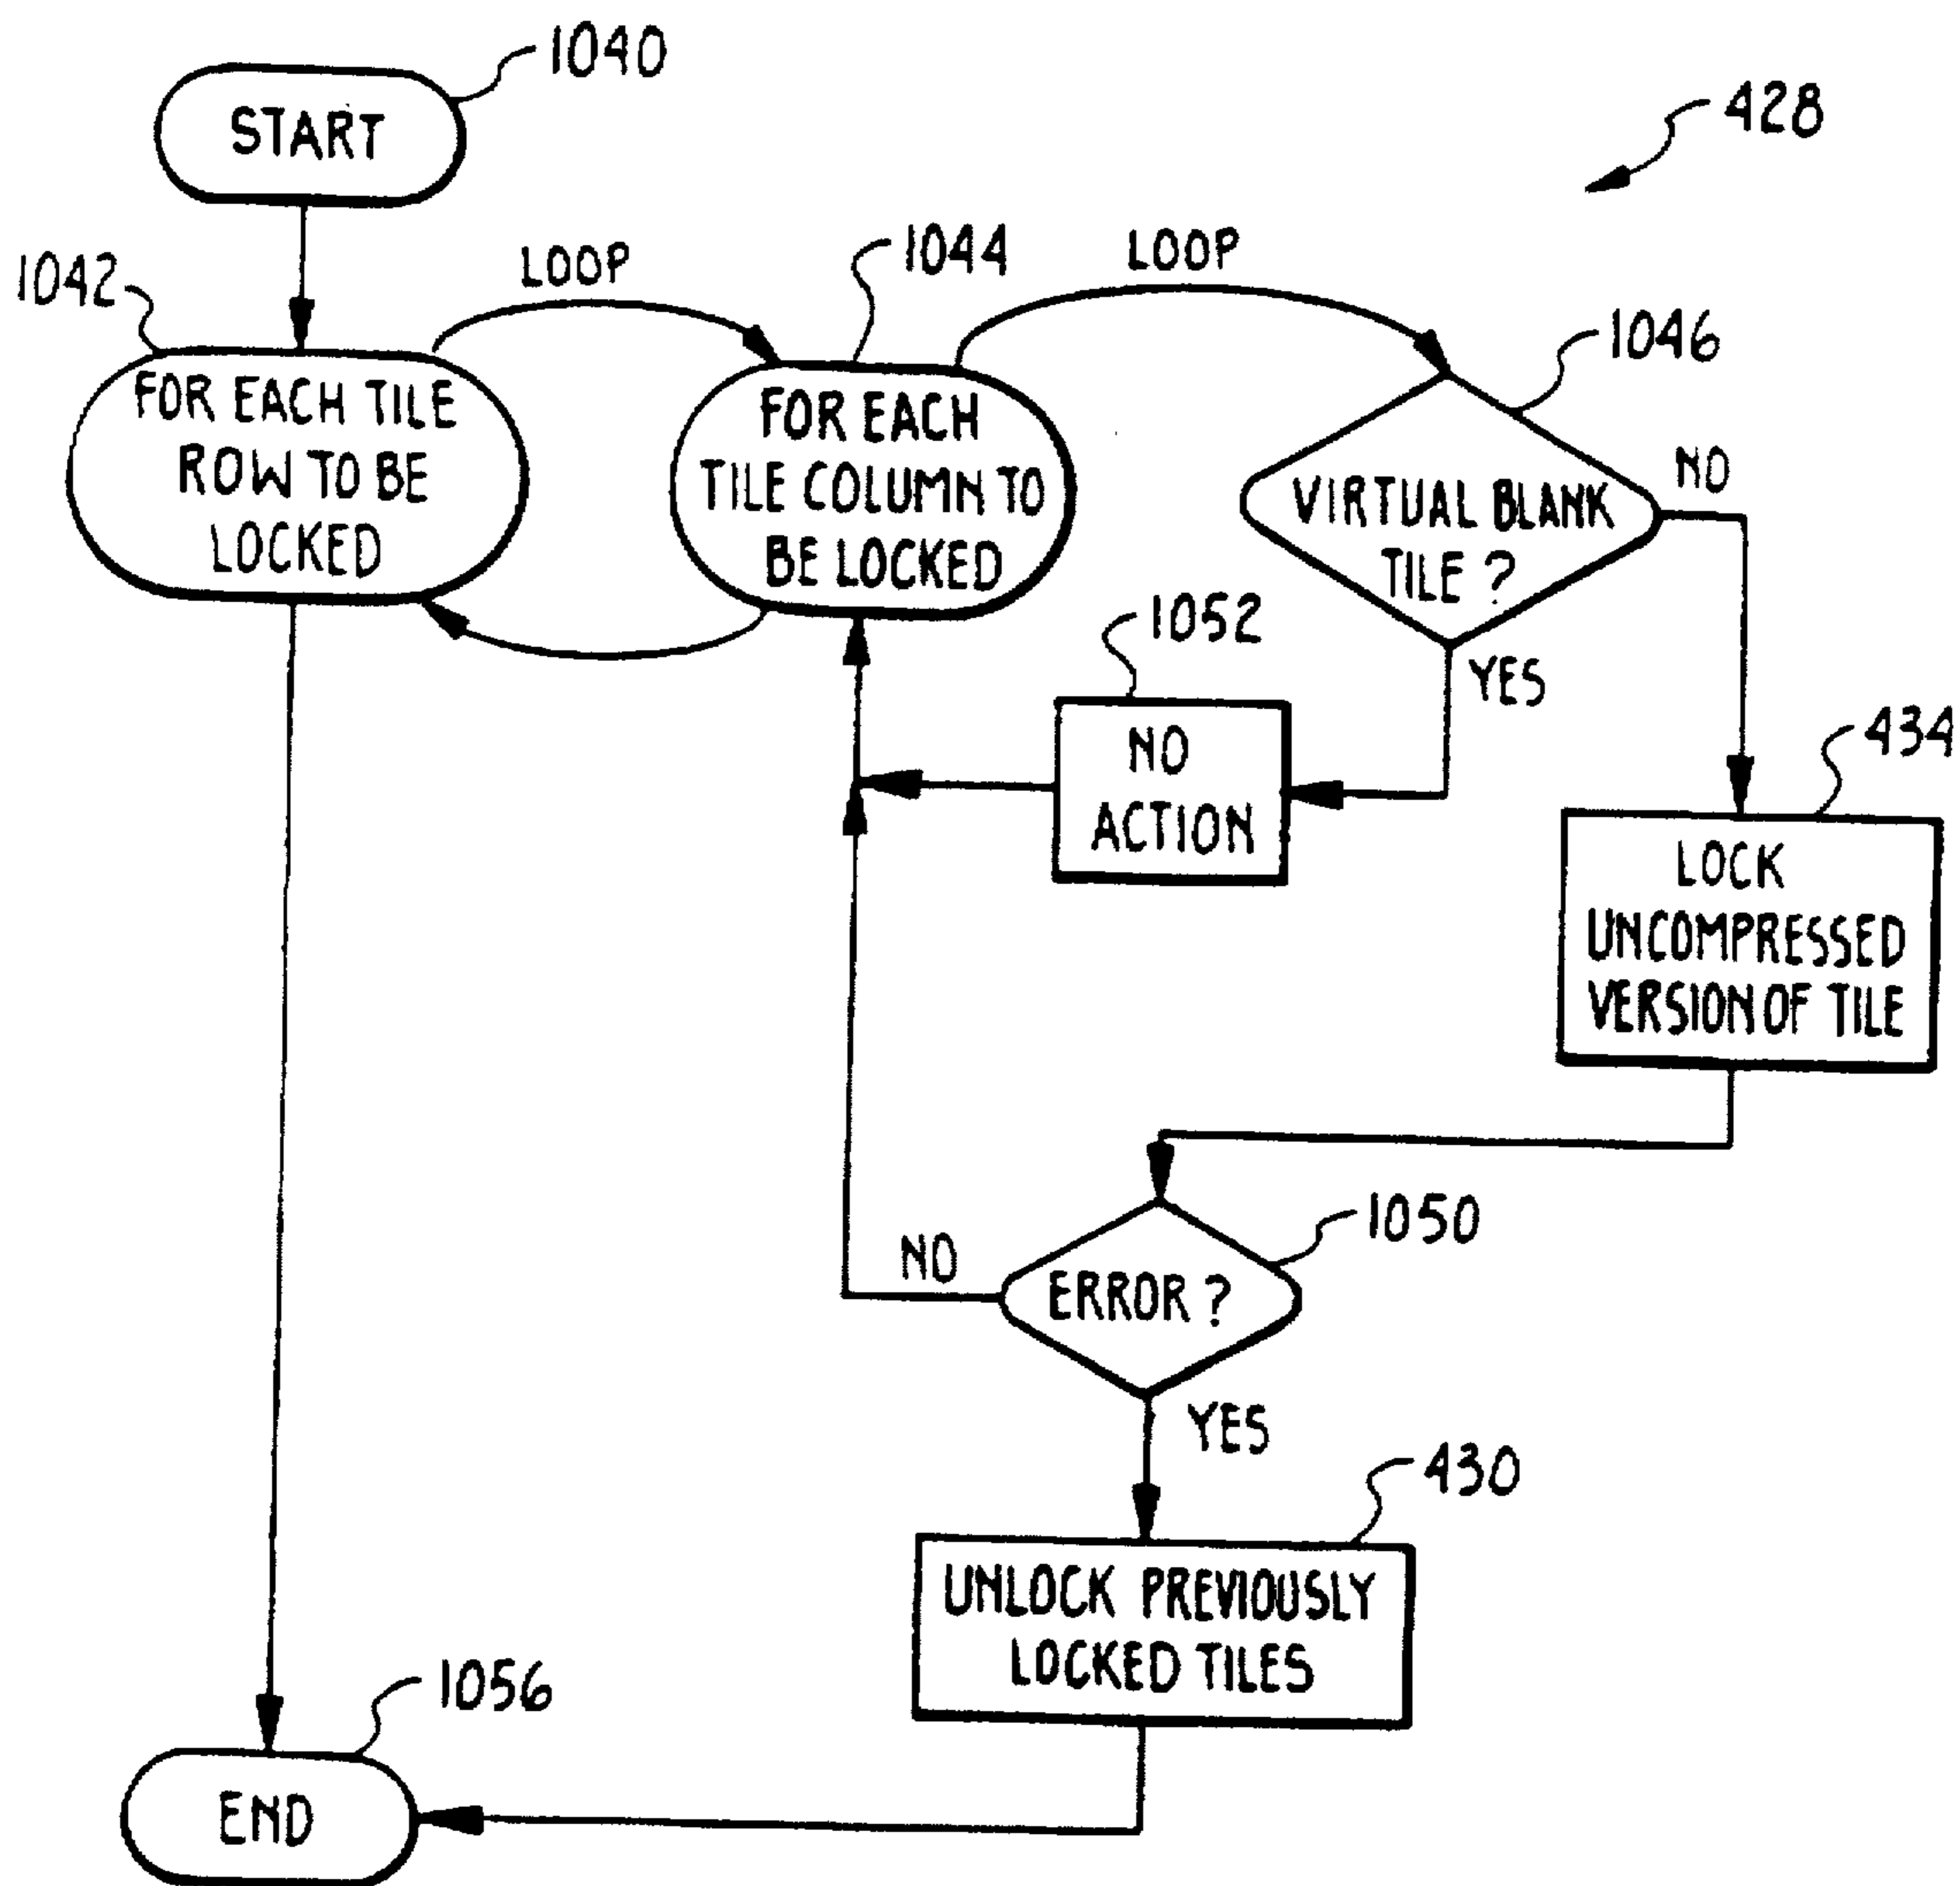 1040
START
428
1042
LOOP
1044
LOOP
1046
FOR EACH TILE
ROW TO BE
LOCKED
FOR EACH
TILE COLUMN TO
BE LOCKED
VIRTUAL BLANK
TILE ?
NO
YES
1052
NO
ACTION
434
LOCK
UNCOMPRESSED
VERSION OF TILE
1050
ERROR ?
NO
YES
430
UNLOCK PREVIOUSLY
LOCKED TILES
1056
END